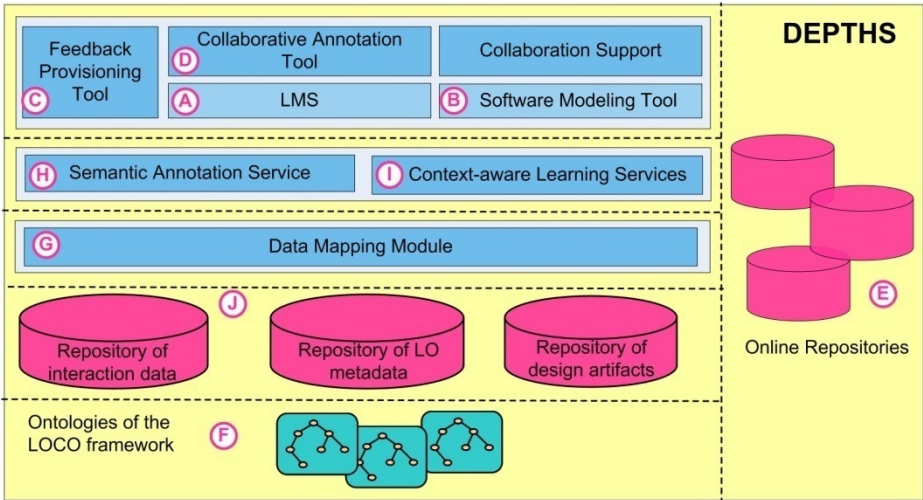 DEPTHS
Feedback
Provisioning
Tool
C
Collaborative Annotation
Tool
D
Collaboration Support
A
LMS
B
Software Modeling Tool
H
Semantic Annotation Service
I
Context-aware Learning Services
G
Data Mapping Module
J
Repository of
interaction data
Repository of LO
metadata
Repository of
design artifacts
E
Online Repositories
Ontologies of the
LOCO framework
F